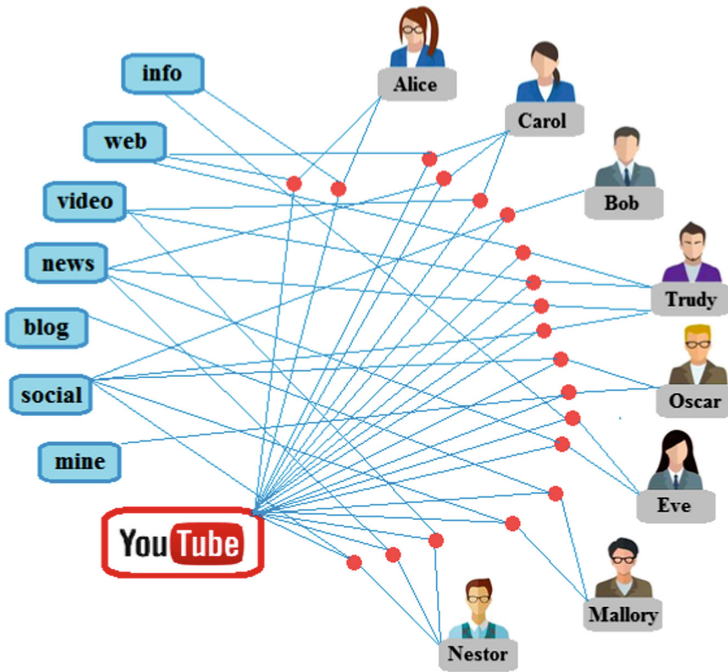 info
web
video
news
blog
social
mine
YouTube
Alice
Carol
Bob
Trudy
Oscar
Eve
Mallory
Nestor